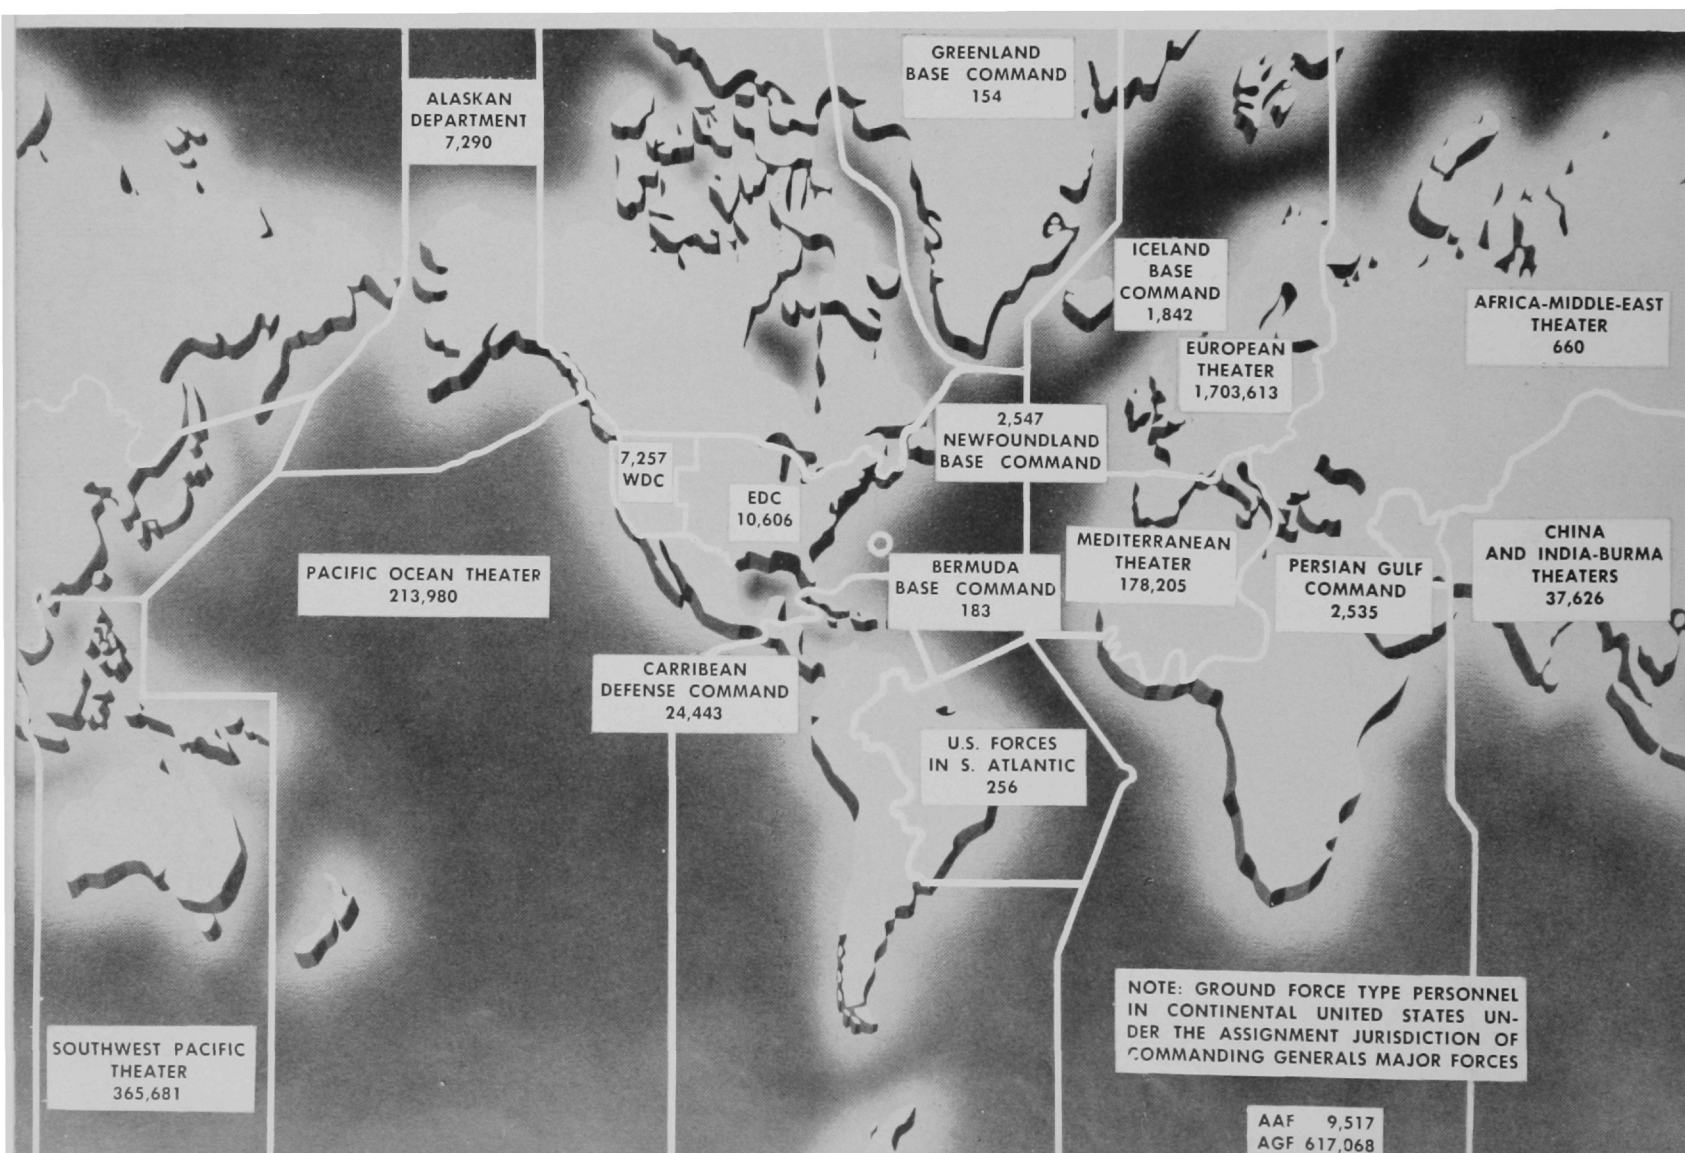 GREENLAND
BASE COMMAND
154
ALASKAN
DEPARTMENT
7,290
ICELAND
BASE
COMMAND
1,842
AFRICA-MIDDLE-EAST
THEATER
660
EUROPEAN
THEATER
1,703,613
2,547
NEWFOUNDLAND
BASE COMMAND
7,257
WDC
EDC
10,606
CHINA
AND INDIA-BURMA
THEATERS
37,626
MEDITERRANEAN
THEATER
178,205
PERSIAN GULF
COMMAND
2,535
BERMUDA
BASE COMMAND
183
PACIFIC OCEAN THEATER
213,980
CARRIBEAN
DEFENSE COMMAND
24,443
U.S. FORCES
IN S. ATLANTIC
256
NOTE: GROUND FORCE TYPE PERSONNEL
IN CONTINENTAL UNITED STATES UN-
DER THE ASSIGNMENT JURISDICTION OF
COMMANDING GENERALS MAJOR FORCES
SOUTHWEST PACIFIC
THEATER
365,681
AAF 9,517
AGF 617,068